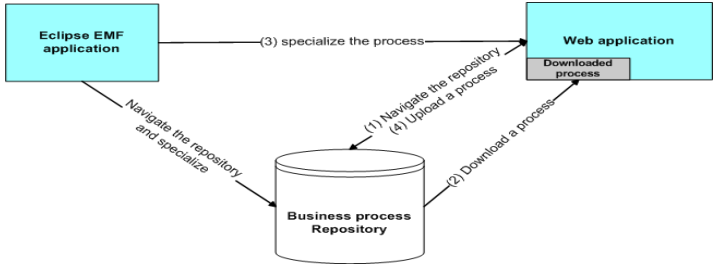 Eclipse EMF
application
(3) specialize the process
Web application
Downloaded
process
(1) Navigate the repository
(4) Upload a process
Navigate the repository
and specialize
(2) Download a process
Business process
Repository